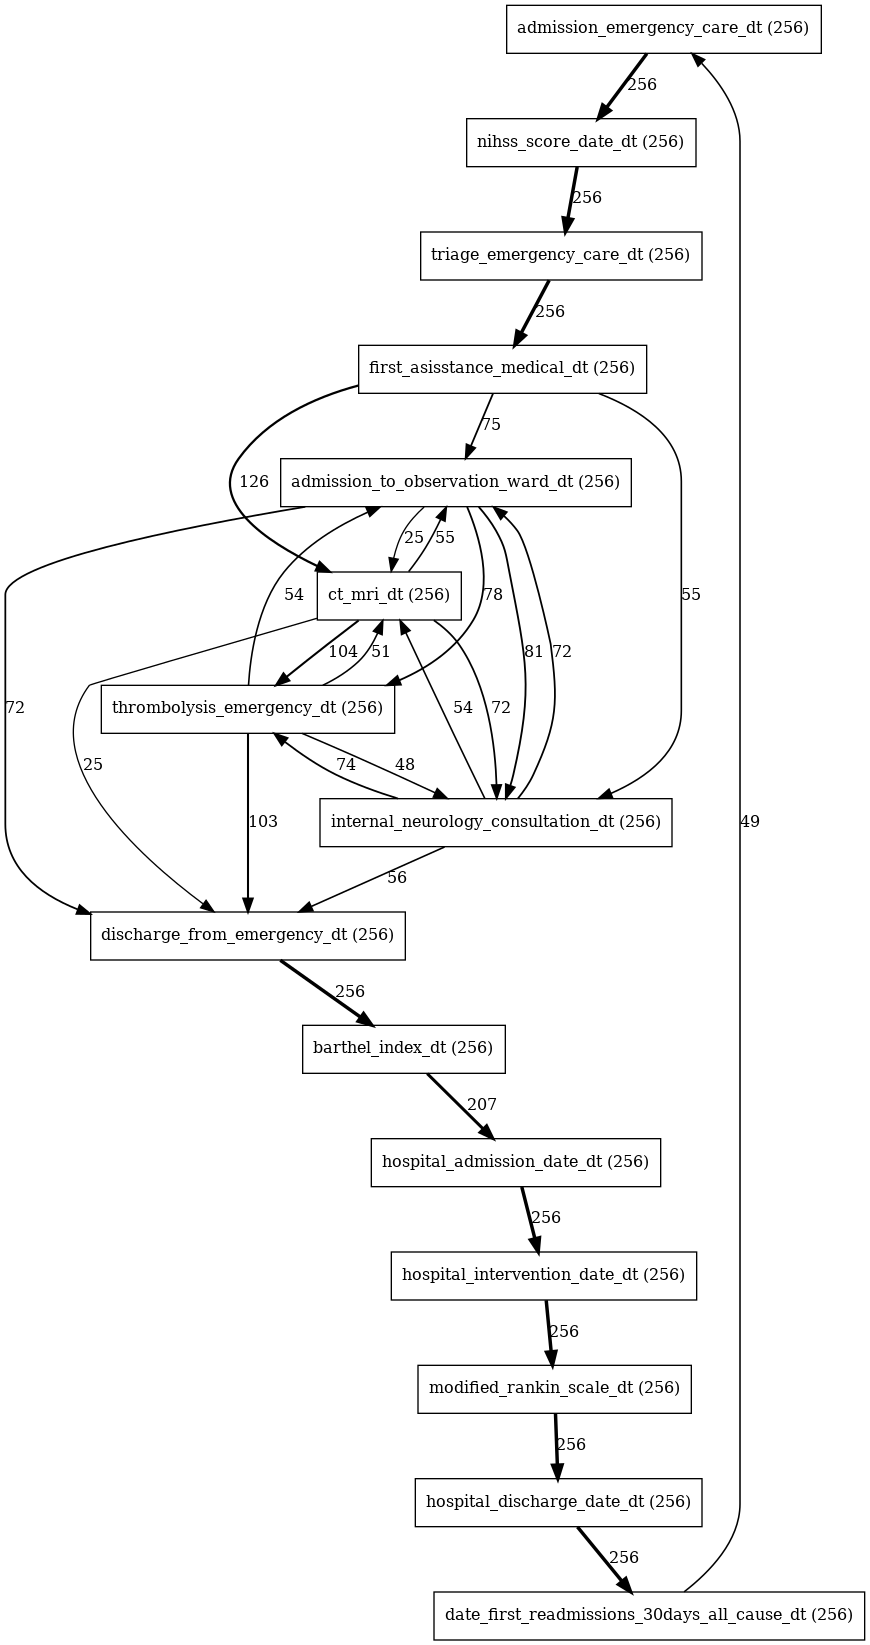 admission_emergency_care_dt (256)
256
nihss_score_date_dt (256)
256
triage_emergency_care_dt (256)
256
first_asisstance_medical_dt (256)
126
75
admission_to_observation_ward_dt (256)
25
55
54
ct_mri_dt (256)
78
55
104
51
81
72
thrombolysis_emergency_dt (256)
72
54
72
25
74
48
103
internal_neurology_consultation_dt (256)
49
56
discharge_from_emergency_dt (256)
256
barthel_index_dt (256)
207
hospital_admission_date_dt (256)
256
hospital_intervention_date_dt (256)
256
modified_rankin_scale_dt (256)
256
hospital_discharge_date_dt (256)
256
date_first_readmissions_30days_all_cause_dt (256)